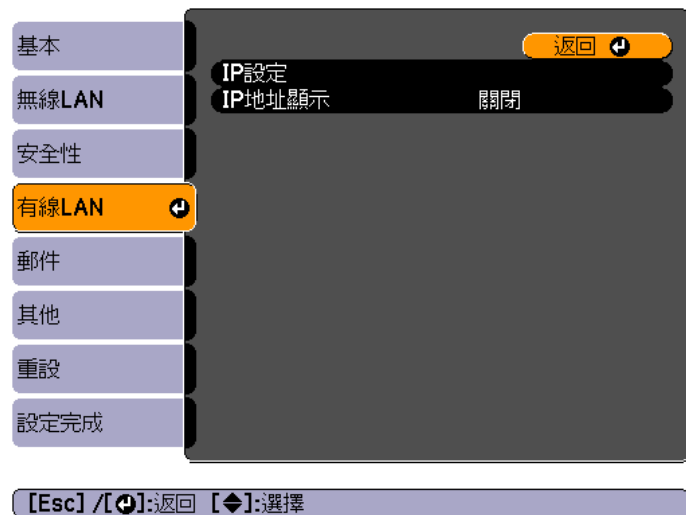 基本
無線LAN
安全性
有線LAN
郵件
其他
重設
設定完成
返回
IP設定
IP地址顯示 關閉
[Esc] /[⏎]:返回 [◆]:選擇